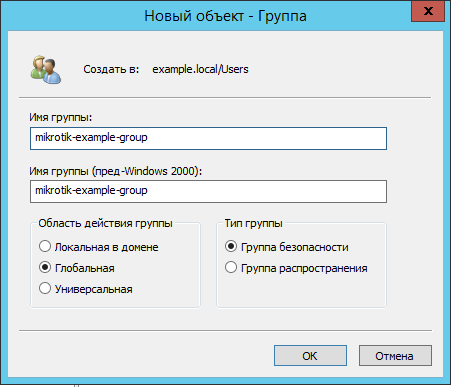 Новый объект - Группа
x
Создать в: example.local/Users
Имя группы:
mikrotik-example-group
Имя группы (пред-Windows 2000):
mikrotik-example-group
Область действия группы
Локальная в домене
Глобальная
Универсальная
Тип группы
Группа безопасности
Группа распространения
ОК
Отмена